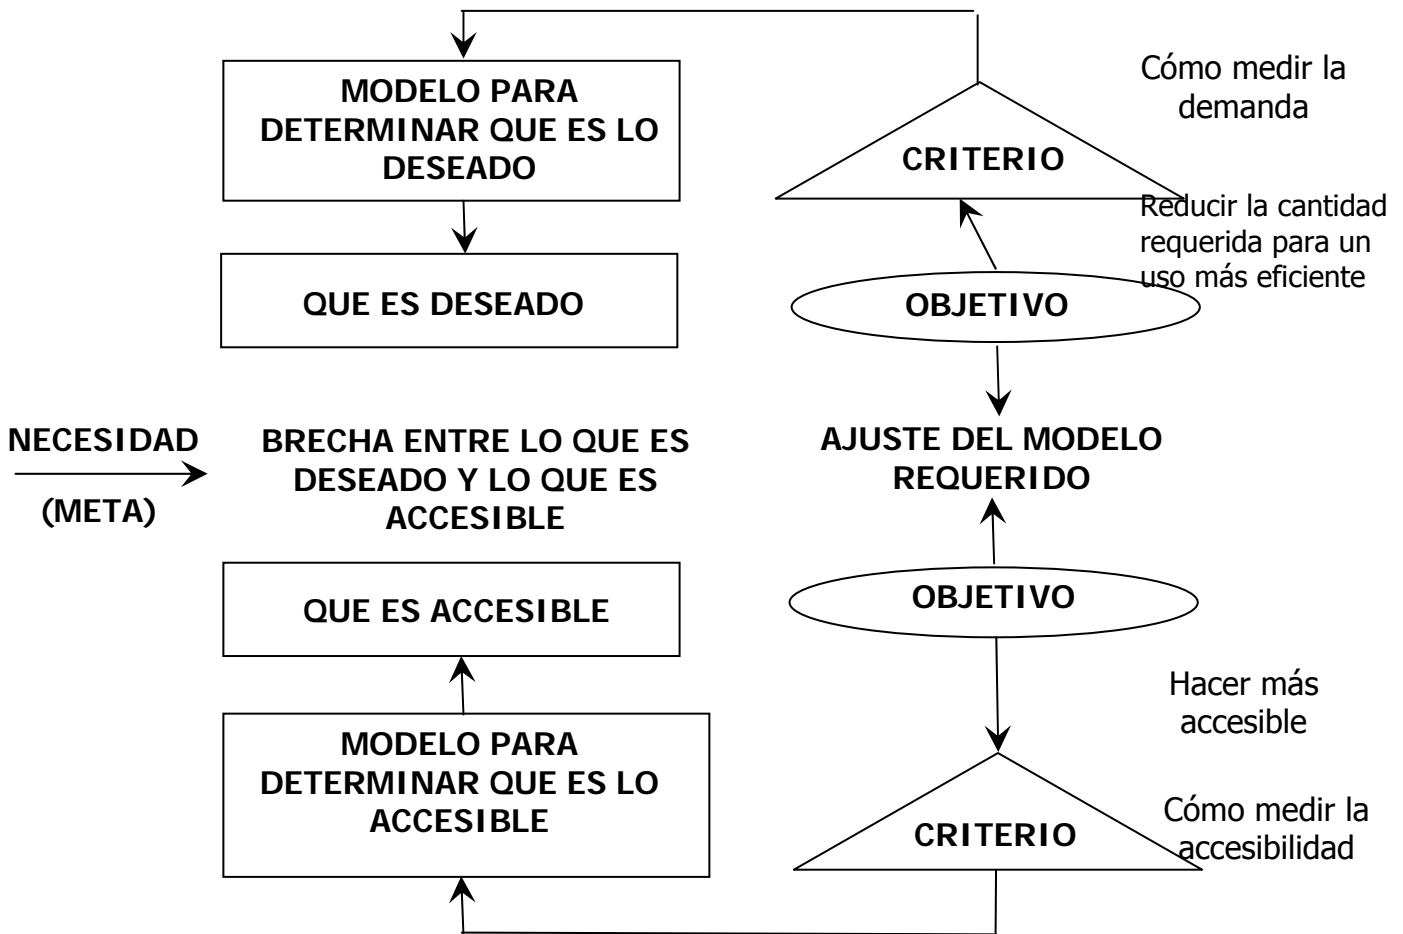 Cómo medir la
demanda
MODELO PARA
DETERMINAR QUE ES LO
DESEADO
CRITERIO
Reducir la cantidad
requerida para un
uso más eficiente
QUE ES DESEADO
OBJETIVO
NECESIDAD
(META)
BRECHA ENTRE LO QUE ES
DESEADO Y LO QUE ES
ACCESIBLE
AJUSTE DEL MODELO
REQUERIDO
QUE ES ACCESIBLE
OBJETIVO
Hacer más
accesible
MODELO PARA
DETERMINAR QUE ES LO
ACCESIBLE
CRITERIO
Cómo medir la
accesibilidad